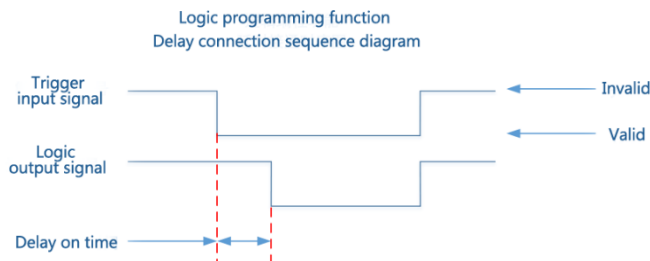 Logic programming function
Delay connection sequence diagram
Trigger
input signal
Invalid
Valid
Logic
output signal
Delay on time